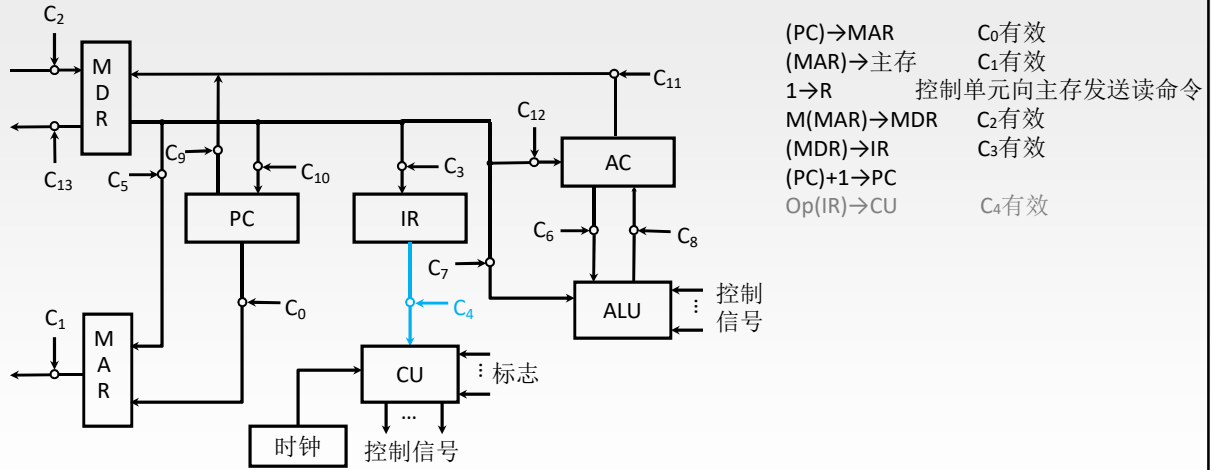 C₂
M
D
R
C₁₁
C₁₂
C₁₃
C₉
C₅
C₁₀
C₃
AC
PC
IR
C₆
C₈
C₇
C₀
C₄
ALU
控制
⋮
信号
C₁
M
A
R
CU
⋮ 标志
时钟
...
控制信号
(PC)→MAR C₀有效
(MAR)→主存 C₁有效
1→R 控制单元向主存发送读命令
M(MAR)→MDR C₂有效
(MDR)→IR C₃有效
(PC)+1→PC
Op(IR)→CU C₄有效